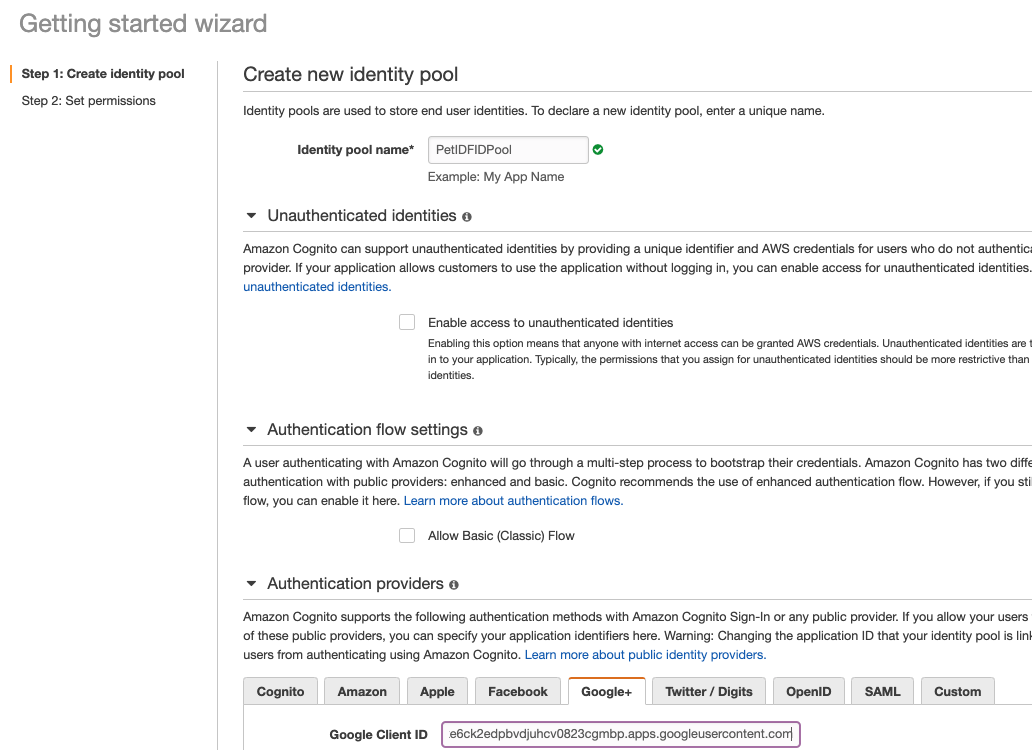 Getting started wizard
Step 1: Create identity pool
Step 2: Set permissions
Create new identity pool
Identity pools are used to store end user identities. To declare a new identity pool, enter a unique name.
Identity pool name* PetIDFIDPool
Example: My App Name
Unauthenticated identities
Amazon Cognito can support unauthenticated identities by providing a unique identifier and AWS credentials for users who do not authentica
provider. If your application allows customers to use the application without logging in, you can enable access for unauthenticated identities.
unauthenticated identities.
Enable access to unauthenticated identities
Enabling this option means that anyone with internet access can be granted AWS credentials. Unauthenticated identities are t
in to your application. Typically, the permissions that you assign for unauthenticated identities should be more restrictive than
identities.
Authentication flow settings
A user authenticating with Amazon Cognito will go through a multi-step process to bootstrap their credentials. Amazon Cognito has two diffe
authentication with public providers: enhanced and basic. Cognito recommends the use of enhanced authentication flow. However, if you sti
flow, you can enable it here. Learn more about authentication flows.
Allow Basic (Classic) Flow
Authentication providers
Amazon Cognito supports the following authentication methods with Amazon Cognito Sign-In or any public provider. If you allow your users
of these public providers, you can specify your application identifiers here. Warning: Changing the application ID that your identity pool is link
users from authenticating using Amazon Cognito. Learn more about public identity providers.
Cognito Amazon Apple Facebook Google+ Twitter / Digits OpenID SAML Custom
Google Client ID e6ck2edpbvdjuhcv0823cgmbp.apps.googleusercontent.com